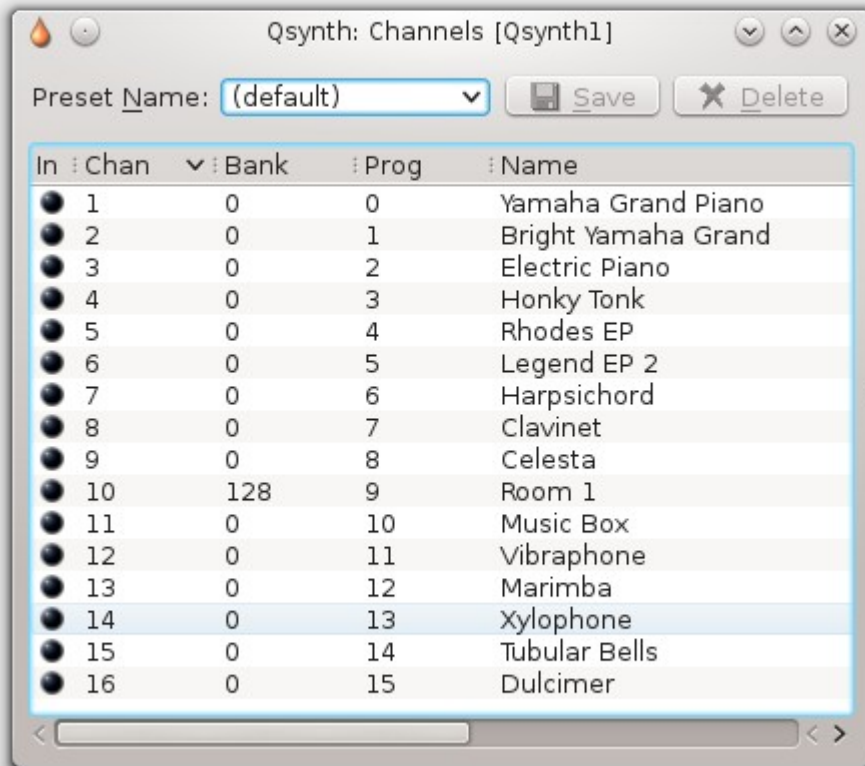 Qsynth: Channels [Qsynth1]
Preset Name: (default) Save Delete
In Chan Bank Prog Name
1 0 0 Yamaha Grand Piano
2 0 1 Bright Yamaha Grand
3 0 2 Electric Piano
4 0 3 Honky Tonk
5 0 4 Rhodes EP
6 0 5 Legend EP 2
7 0 6 Harpsichord
8 0 7 Clavinet
9 0 8 Celesta
10 128 9 Room 1
11 0 10 Music Box
12 0 11 Vibraphone
13 0 12 Marimba
14 0 13 Xylophone
15 0 14 Tubular Bells
16 0 15 Dulcimer